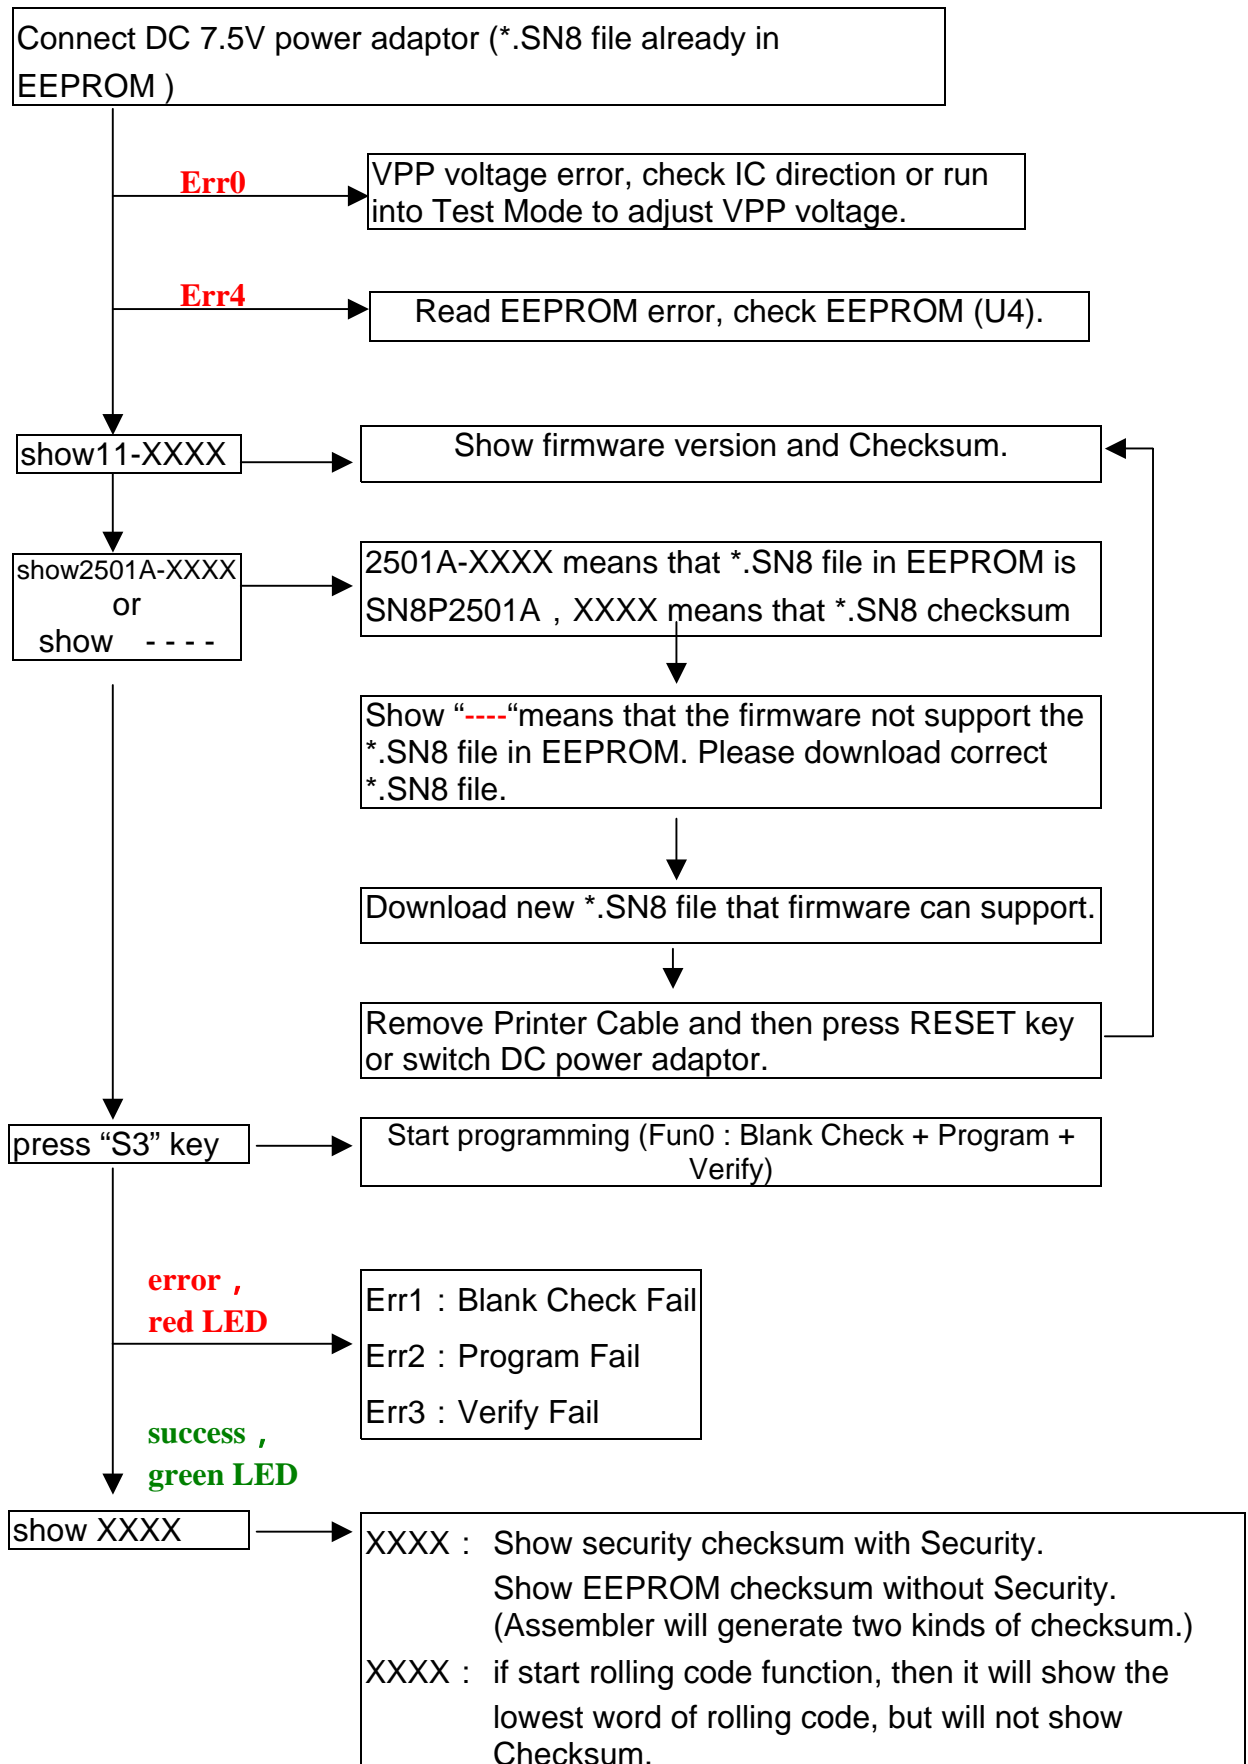 Connect DC 7.5V power adaptor (*.SN8 file already in
EEPROM )
Err0
VPP voltage error, check IC direction or run
into Test Mode to adjust VPP voltage.
Err4
Read EEPROM error, check EEPROM (U4).
show11-XXXX
Show firmware version and Checksum.
show2501A-XXXX
or
show - - - -
2501A-XXXX means that *.SN8 file in EEPROM is
SN8P2501A , XXXX means that *.SN8 checksum
Show “----“means that the firmware not support the
*.SN8 file in EEPROM. Please download correct
*.SN8 file.
Download new *.SN8 file that firmware can support.
Remove Printer Cable and then press RESET key
or switch DC power adaptor.
press “S3” key
Start programming (Fun0 : Blank Check + Program +
Verify)
error ,
red LED
Err1 : Blank Check Fail
Err2 : Program Fail
Err3 : Verify Fail
success ,
green LED
show XXXX
XXXX : Show security checksum with Security.
Show EEPROM checksum without Security.
(Assembler will generate two kinds of checksum.)
XXXX : if start rolling code function, then it will show the
lowest word of rolling code, but will not show
Checksum.